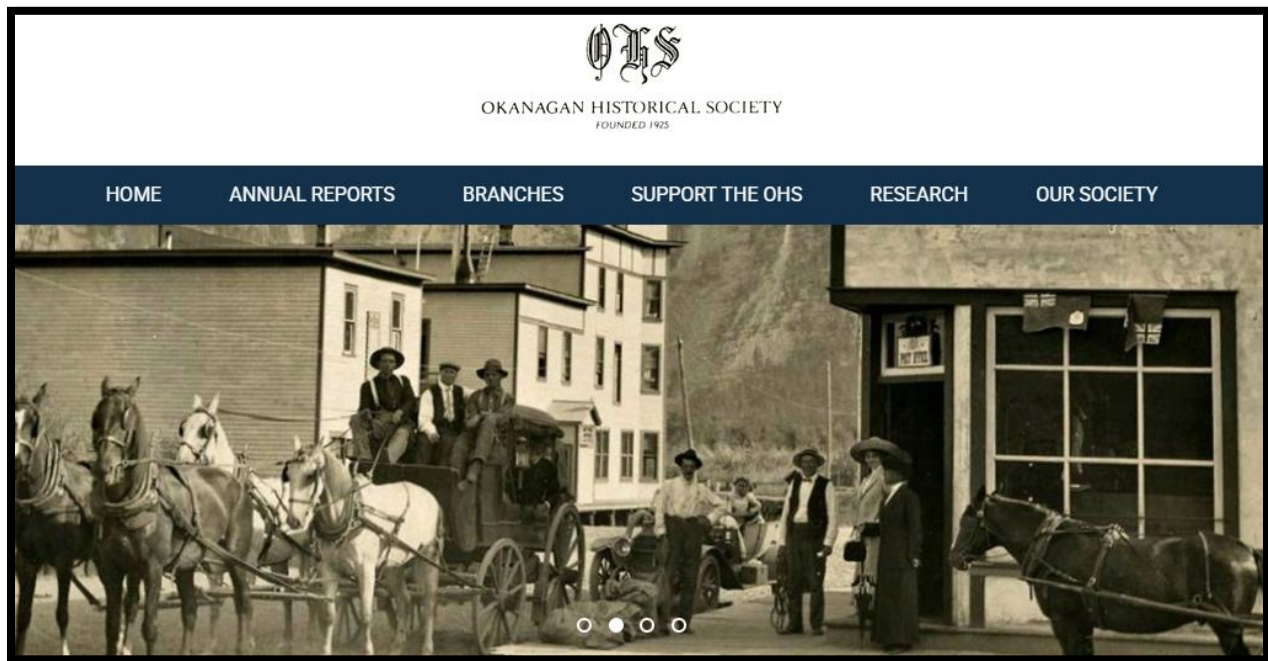 OHS
OKANAGAN HISTORICAL SOCIETY
FOUNDED 1925
HOME ANNUAL REPORTS BRANCHES SUPPORT THE OHS RESEARCH OUR SOCIETY
POST OFFICE